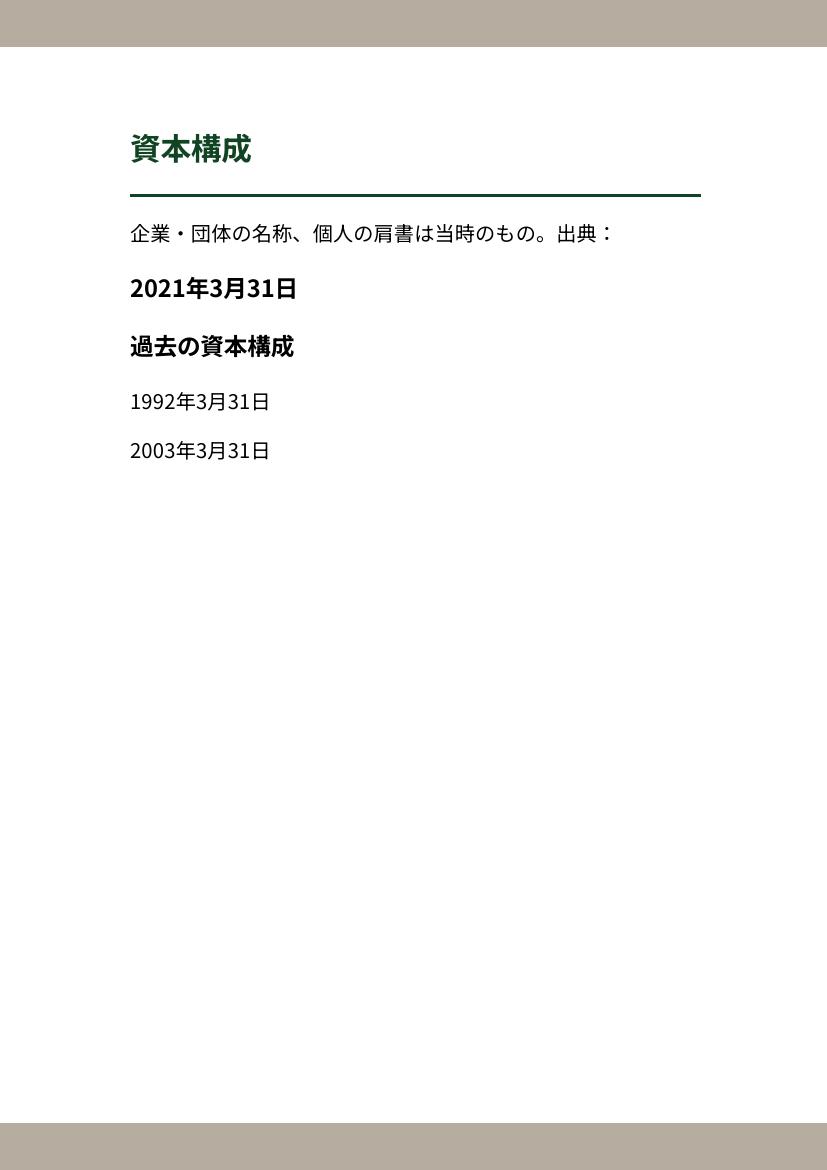 資本構成
企業・団体の名称、個人の肩書は当時のもの。出典：
2021年3月31日
過去の資本構成
1992年3月31日
2003年3月31日